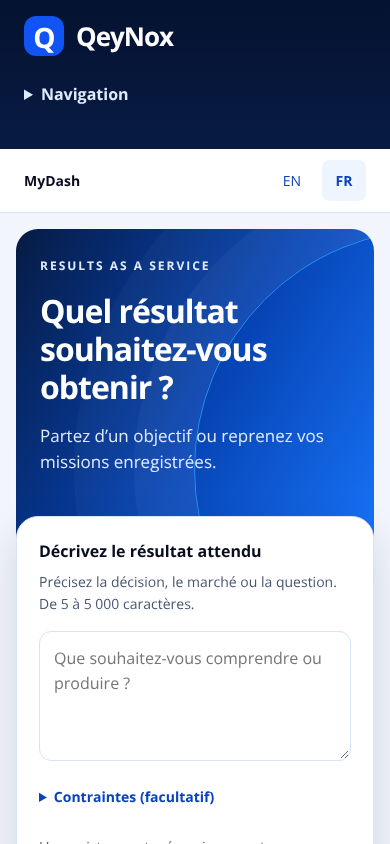 Q QeyNox
Navigation
MyDash
EN
FR
RESULTS AS A SERVICE
Quel résultat
souhaitez-vous
obtenir ?
Partez d’un objectif ou reprenez vos
missions enregistrées.
Décrivez le résultat attendu
Précisez la décision, le marché ou la question.
De 5 à 5 000 caractères.
Que souhaitez-vous comprendre ou
produire ?
Contraintes (facultatif)